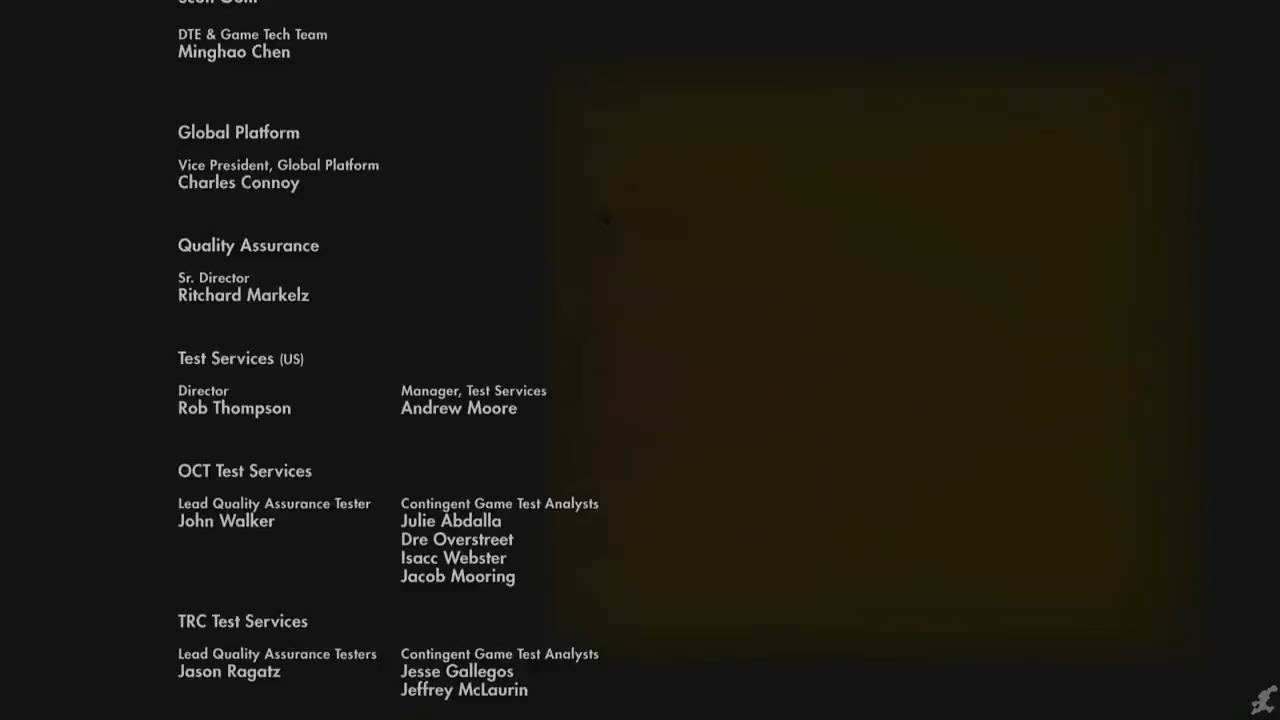 DTE & Game Tech Team
Minghao Chen
Global Platform
Vice President, Global Platform
Charles Connoy
Quality Assurance
Sr. Director
Ritchard Markelz
Test Services (US)
Director
Rob Thompson
Manager, Test Services
Andrew Moore
OCT Test Services
Lead Quality Assurance Tester
John Walker
Contingent Game Test Analysts
Julie Abdalla
Dre Overstreet
Isacc Webster
Jacob Mooring
TRC Test Services
Lead Quality Assurance Testers
Jason Ragatz
Contingent Game Test Analysts
Jesse Gallegos
Jeffrey McLaurin